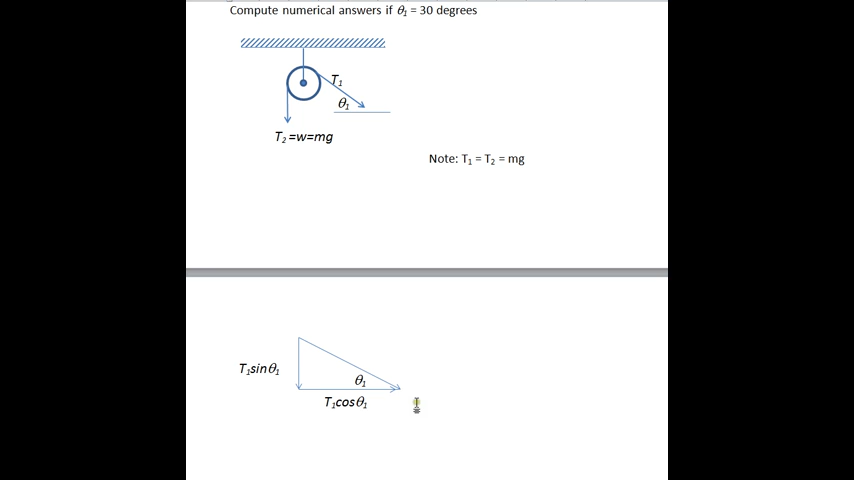 Compute numerical answers if θ₁ = 30 degrees
T₁
θ₁
T₂ =w=mg
Note: T₁ = T₂ = mg
T₁sinθ₁
θ₁
T₁cosθ₁